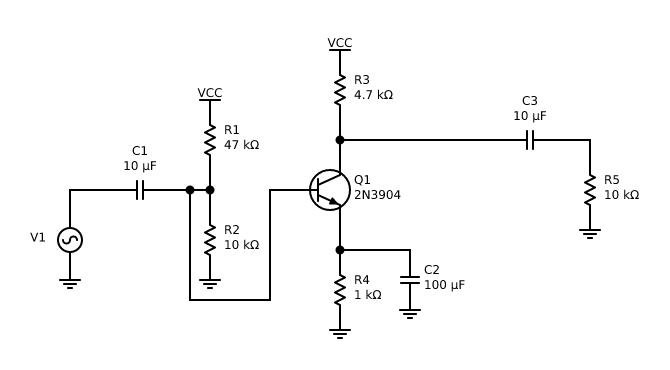 VCC
R3
4.7 kΩ
VCC
R1
47 kΩ
C1
10 µF
C3
10 µF
Q1
2N3904
R5
10 kΩ
V1
R2
10 kΩ
R4
1 kΩ
C2
100 µF